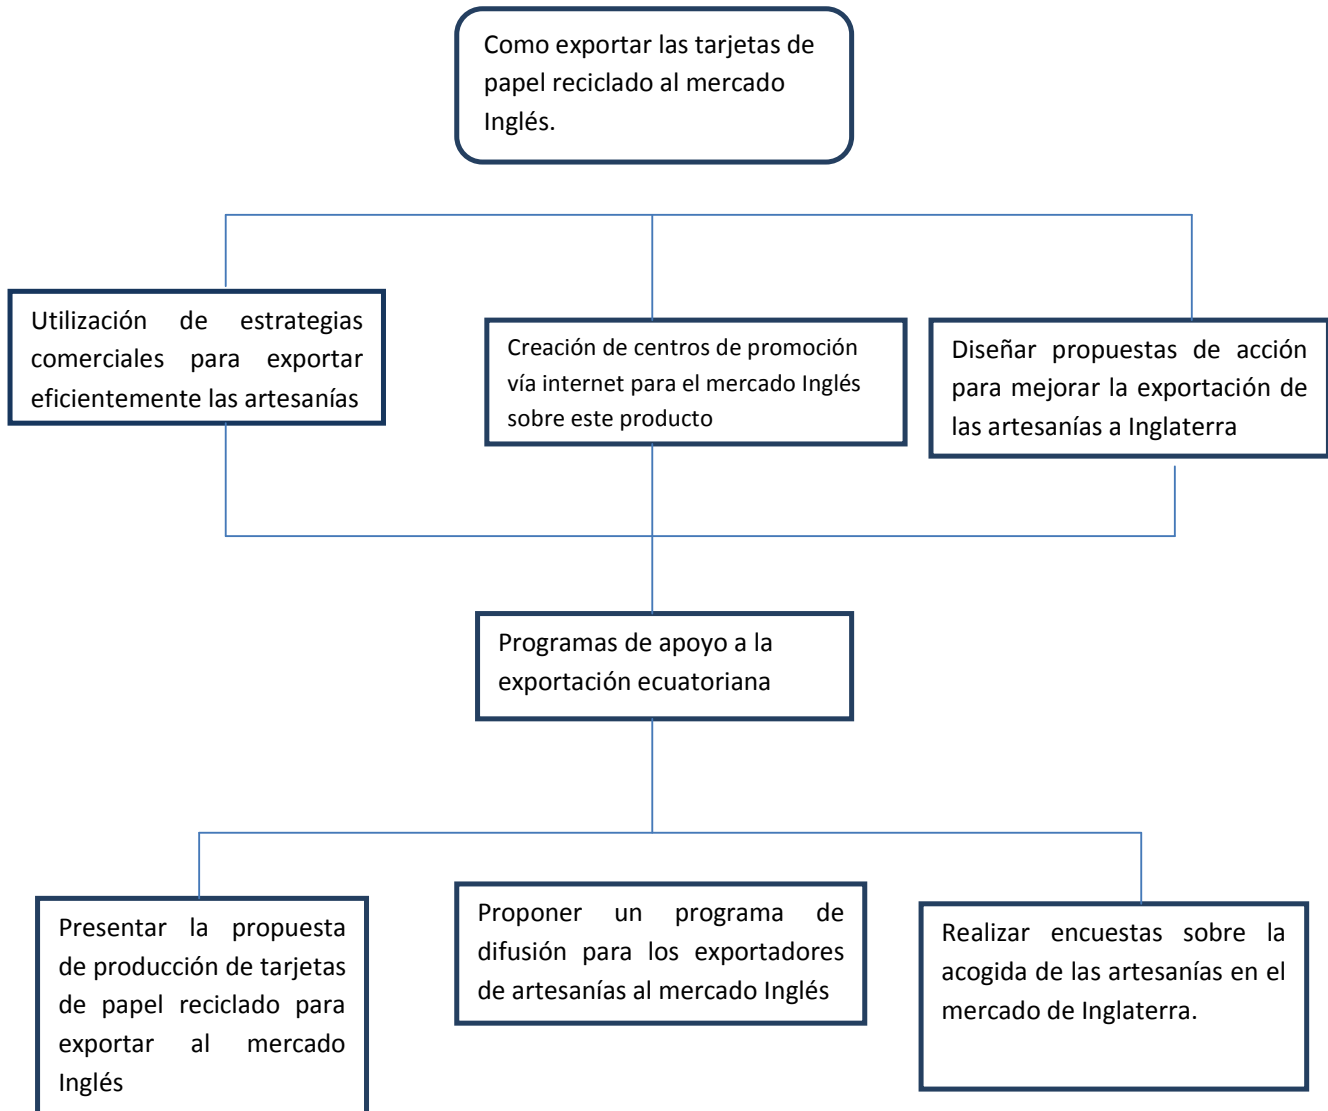 Como exportar las tarjetas de
papel reciclado al mercado
Inglés.
Utilización de estrategias
comerciales para exportar
eficientemente las artesanías
Creación de centros de promoción
vía internet para el mercado Inglés
sobre este producto
Diseñar propuestas de acción
para mejorar la exportación de
las artesanías a Inglaterra
Programas de apoyo a la
exportación ecuatoriana
Presentar la propuesta
de producción de tarjetas
de papel reciclado para
exportar al mercado
Inglés
Proponer un programa de
difusión para los exportadores
de artesanías al mercado Inglés
Realizar encuestas sobre la
acogida de las artesanías en el
mercado de Inglaterra.